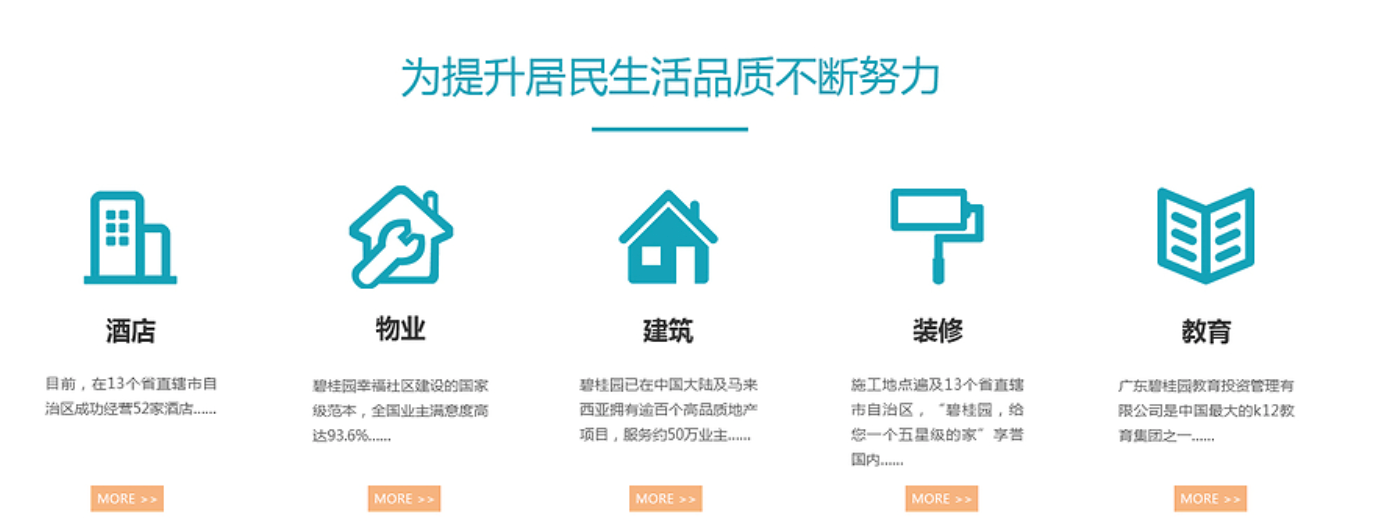 为提升居民生活品质不断努力
酒店
目前，在13个省直辖市自
治区成功经营52家酒店......
MORE >>
物业
碧桂园幸福社区建设的国家
级范本，全国业主满意度高
达93.6%......
MORE >>
建筑
碧桂园已在中国大陆及马来
西亚拥有逾百个高品质地产
项目，服务约50万业主......
MORE >>
装修
施工地点遍及13个省直辖
市自治区，“碧桂园，给
您一个五星级的家”享誉
国内......
MORE >>
教育
广东碧桂园教育投资管理有
限公司是中国最大的k12教
育集团之一......
MORE >>